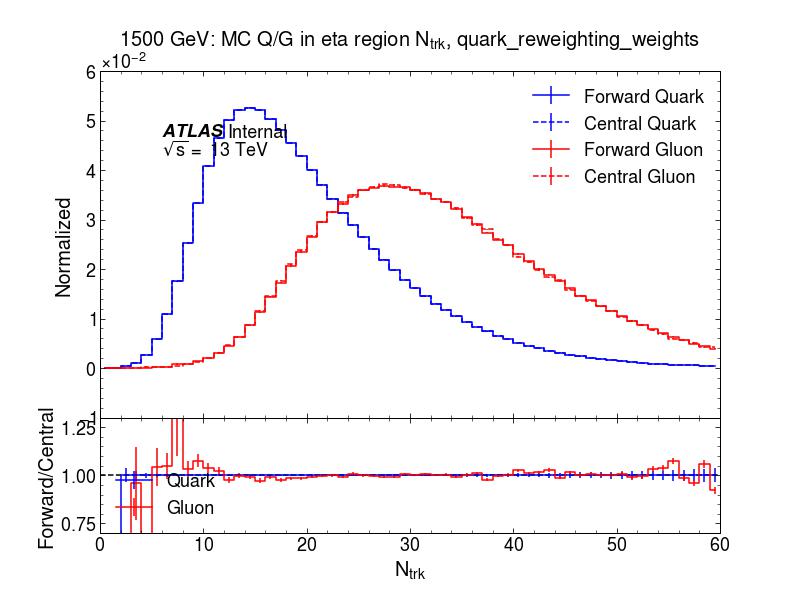 1500 GeV: MC Q/G in eta region N_trk, quark_reweighting_weights
×10⁻²
6
5
4
3
2
1
0
−1
Normalized
ATLAS Internal
√s = 13 TeV
Forward Quark
Central Quark
Forward Gluon
Central Gluon
1.25
1.00
0.75
Forward/Central
Quark
Gluon
0 10 20 30 40 50 60
N_trk